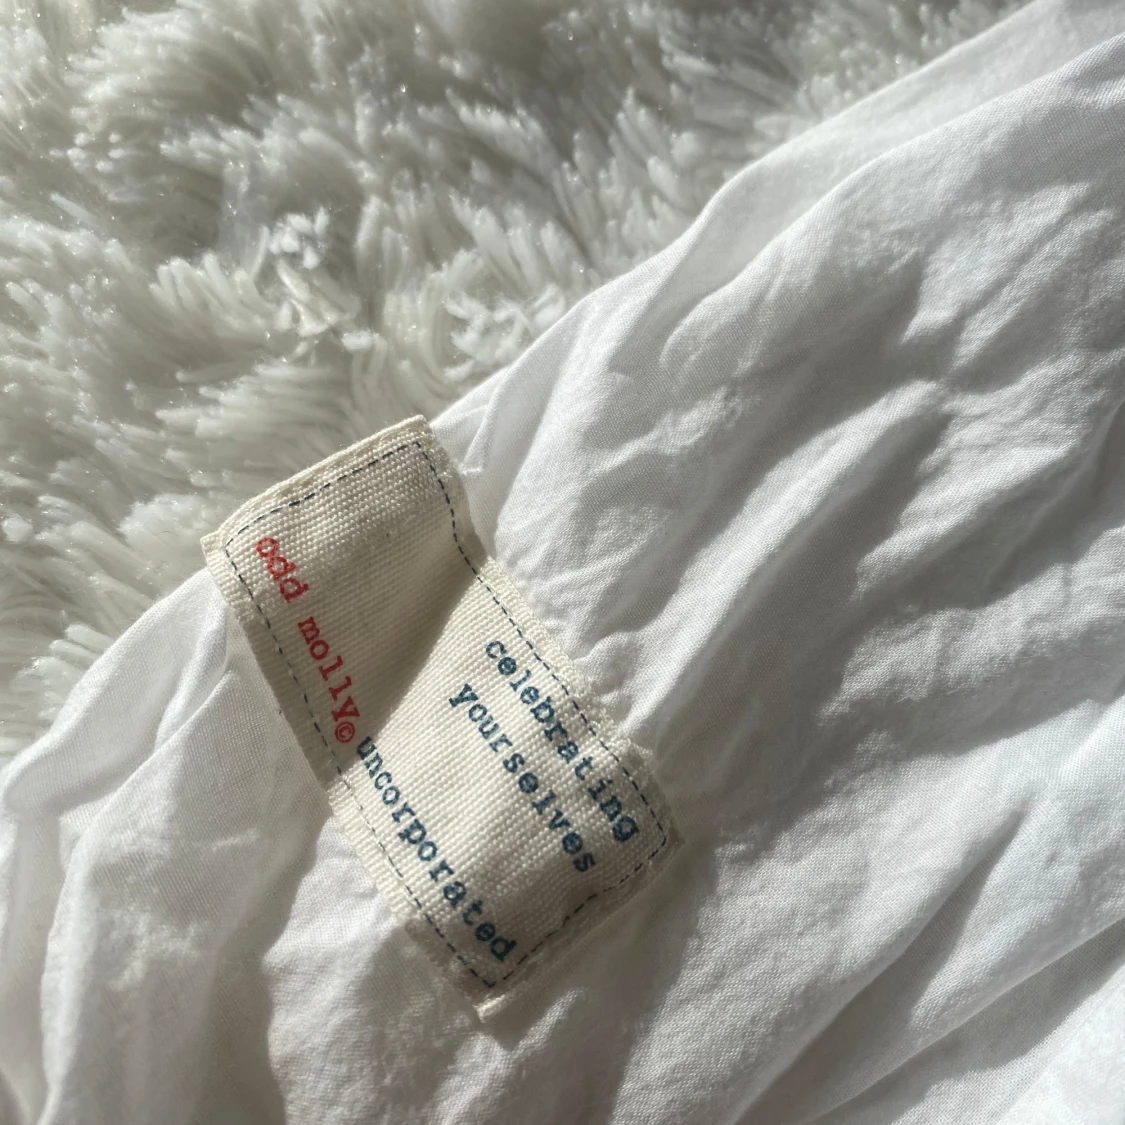 celebrating
yourselves
odd molly© uncorporated